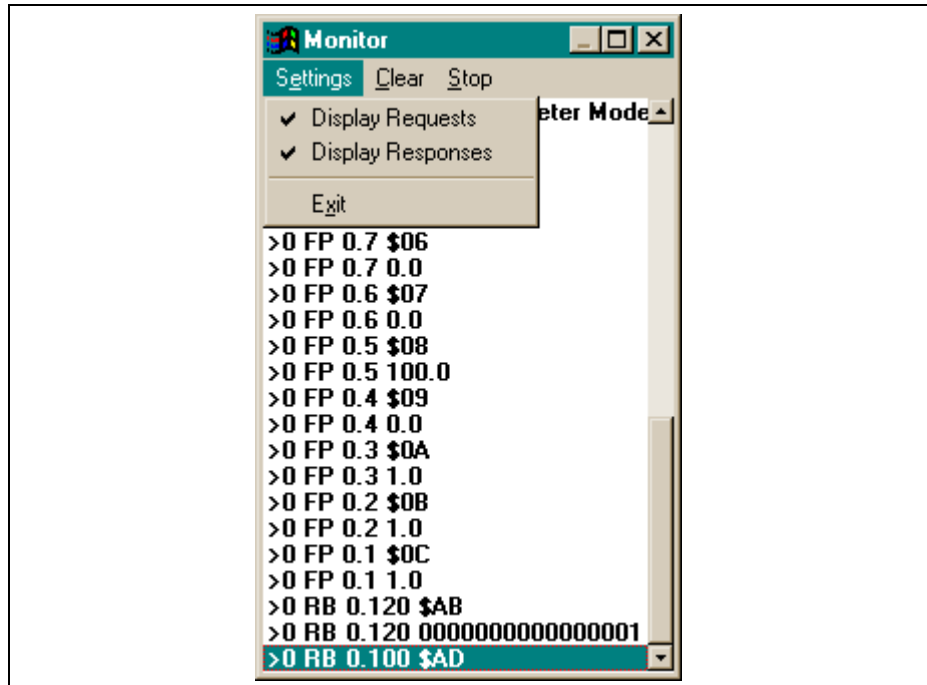 Monitor
Settings Clear Stop
eter Mode
Display Requests
Display Responses
Exit
>0 FP 0.7 $06
>0 FP 0.7 0.0
>0 FP 0.6 $07
>0 FP 0.6 0.0
>0 FP 0.5 $08
>0 FP 0.5 100.0
>0 FP 0.4 $09
>0 FP 0.4 0.0
>0 FP 0.3 $0A
>0 FP 0.3 1.0
>0 FP 0.2 $0B
>0 FP 0.2 1.0
>0 FP 0.1 $0C
>0 FP 0.1 1.0
>0 RB 0.120 $AB
>0 RB 0.120 0000000000000001
>0 RB 0.100 $AD